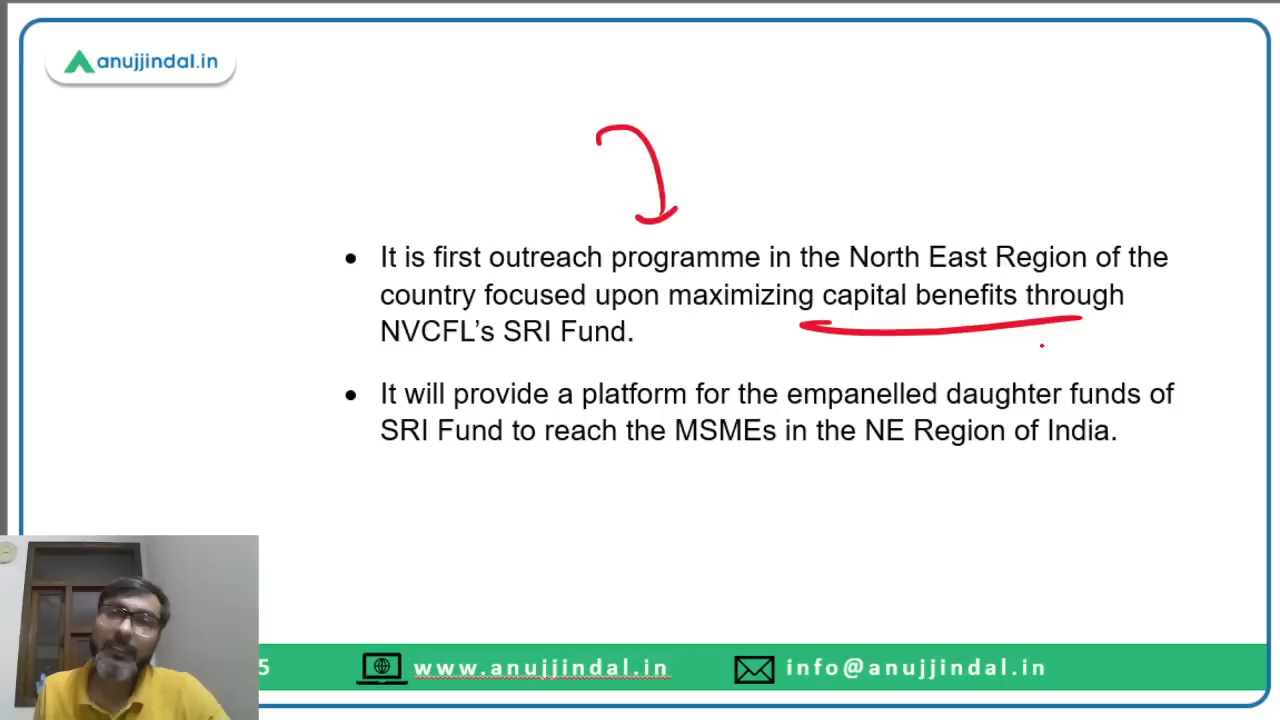 anujjindal.in
• It is first outreach programme in the North East Region of the
country focused upon maximizing capital benefits through
NVCFL’s SRI Fund.
• It will provide a platform for the empanelled daughter funds of
SRI Fund to reach the MSMEs in the NE Region of India.
5 www.anujjindal.in info@anujjindal.in